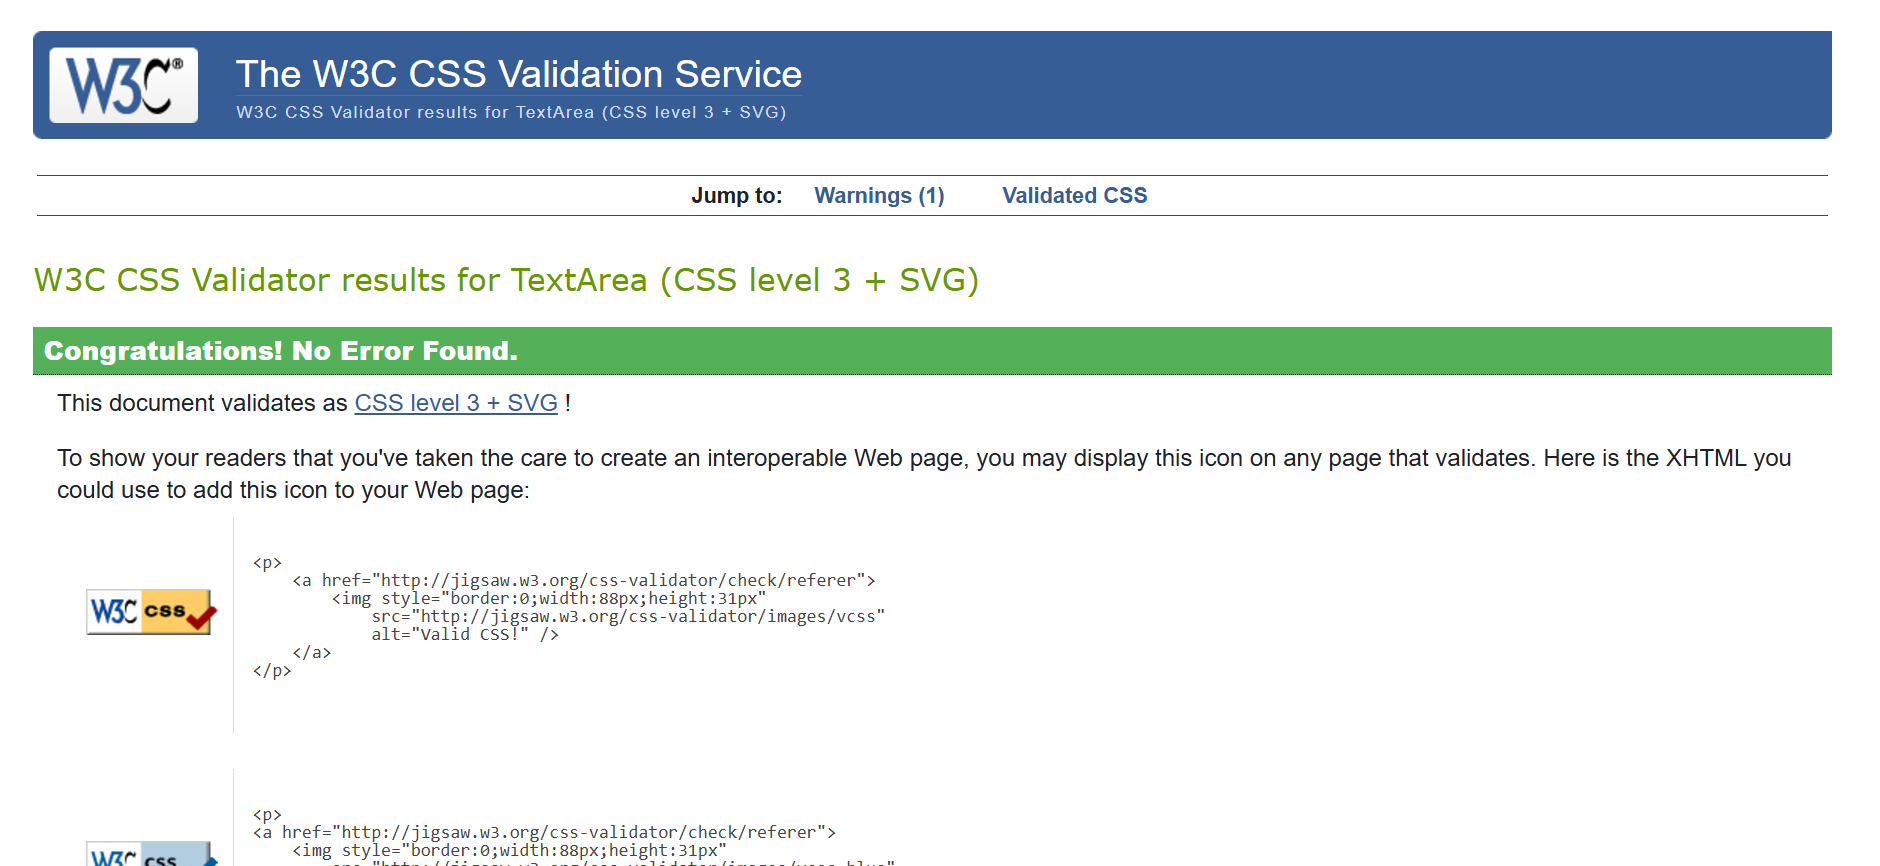 W3C®
The W3C CSS Validation Service
W3C CSS Validator results for TextArea (CSS level 3 + SVG)
Jump to: Warnings (1) Validated CSS
W3C CSS Validator results for TextArea (CSS level 3 + SVG)
Congratulations! No Error Found.
This document validates as CSS level 3 + SVG !
To show your readers that you've taken the care to create an interoperable Web page, you may display this icon on any page that validates. Here is the XHTML you
could use to add this icon to your Web page:
W3C css
<p>
    <a href="http://jigsaw.w3.org/css-validator/check/referer">
        <img style="border:0;width:88px;height:31px"
            src="http://jigsaw.w3.org/css-validator/images/vcss"
            alt="Valid CSS!" />
    </a>
</p>
W3C css
<p>
<a href="http://jigsaw.w3.org/css-validator/check/referer">
    <img style="border:0;width:88px;height:31px"